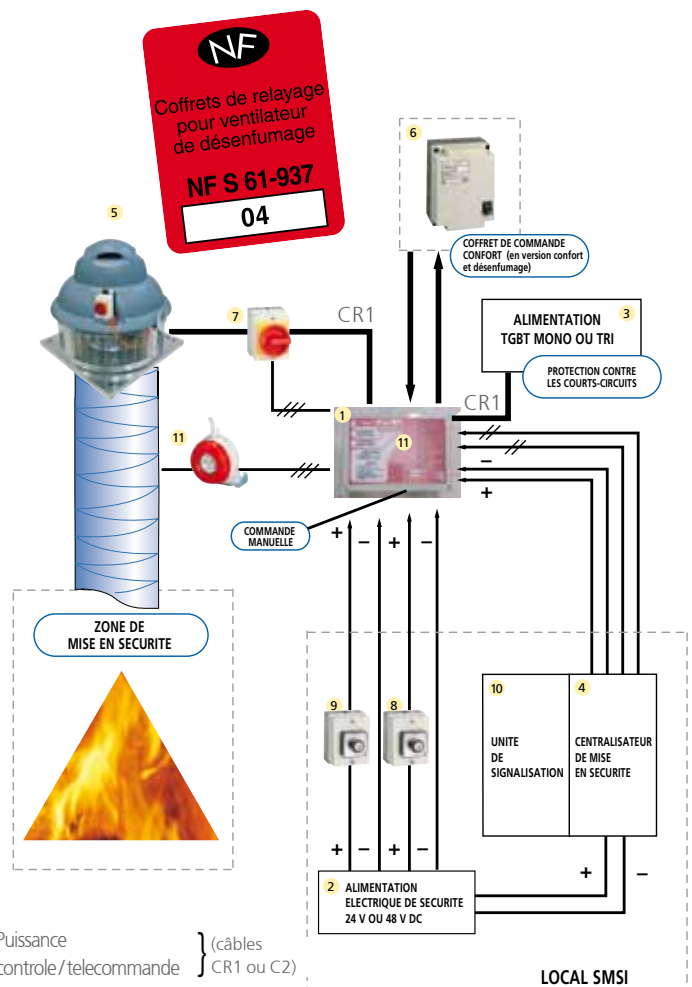 NF
Coffrets de relayage
pour ventilateur
de désenfumage
NF S 61-937
04
6
5
COFFRET DE COMMANDE
CONFORT (en version confort
et désenfumage)
7
CR1
3
ALIMENTATION
TGBT MONO OU TRI
PROTECTION CONTRE
LES COURTS-CIRCUITS
CR1
1
11
11
–
+
COMMANDE
MANUELLE
+ – + –
ZONE DE
MISE EN SECURITE
10
4
UNITE
DE
SIGNALISATION
CENTRALISATEUR
DE MISE
EN SECURITE
9
8
+ – + –
+ –
2 ALIMENTATION
ELECTRIQUE DE SECURITE
24 V OU 48 V DC
Puissance
controle/telecommande
} (câbles
CR1 ou C2)
LOCAL SMSI